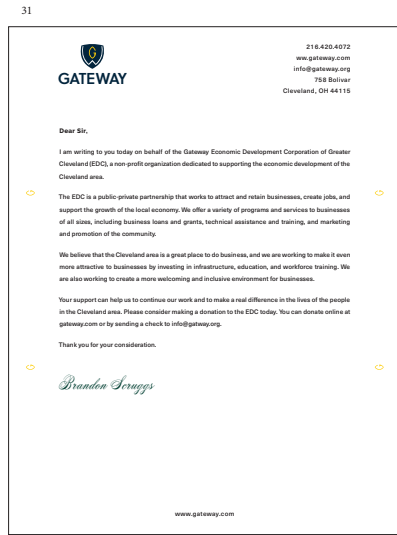 31
GATEWAY
216.420.4072
ww.gateway.com
info@gateway.org
758 Bolivar
Cleveland, OH 44115
Dear Sir,
I am writing to you today on behalf of the Gateway Economic Development Corporation of Greater
Cleveland (EDC), a non-profit organization dedicated to supporting the economic development of the
Cleveland area.
The EDC is a public-private partnership that works to attract and retain businesses, create jobs, and
support the growth of the local economy. We offer a variety of programs and services to businesses
of all sizes, including business loans and grants, technical assistance and training, and marketing
and promotion of the community.
We believe that the Cleveland area is a great place to do business, and we are working to make it even
more attractive to businesses by investing in infrastructure, education, and workforce training. We
are also working to create a more welcoming and inclusive environment for businesses.
Your support can help us to continue our work and to make a real difference in the lives of the people
in the Cleveland area. Please consider making a donation to the EDC today. You can donate online at
gateway.com or by sending a check to info@gatway.org.
Thank you for your consideration.
Brandon Scruggs
www.gateway.com